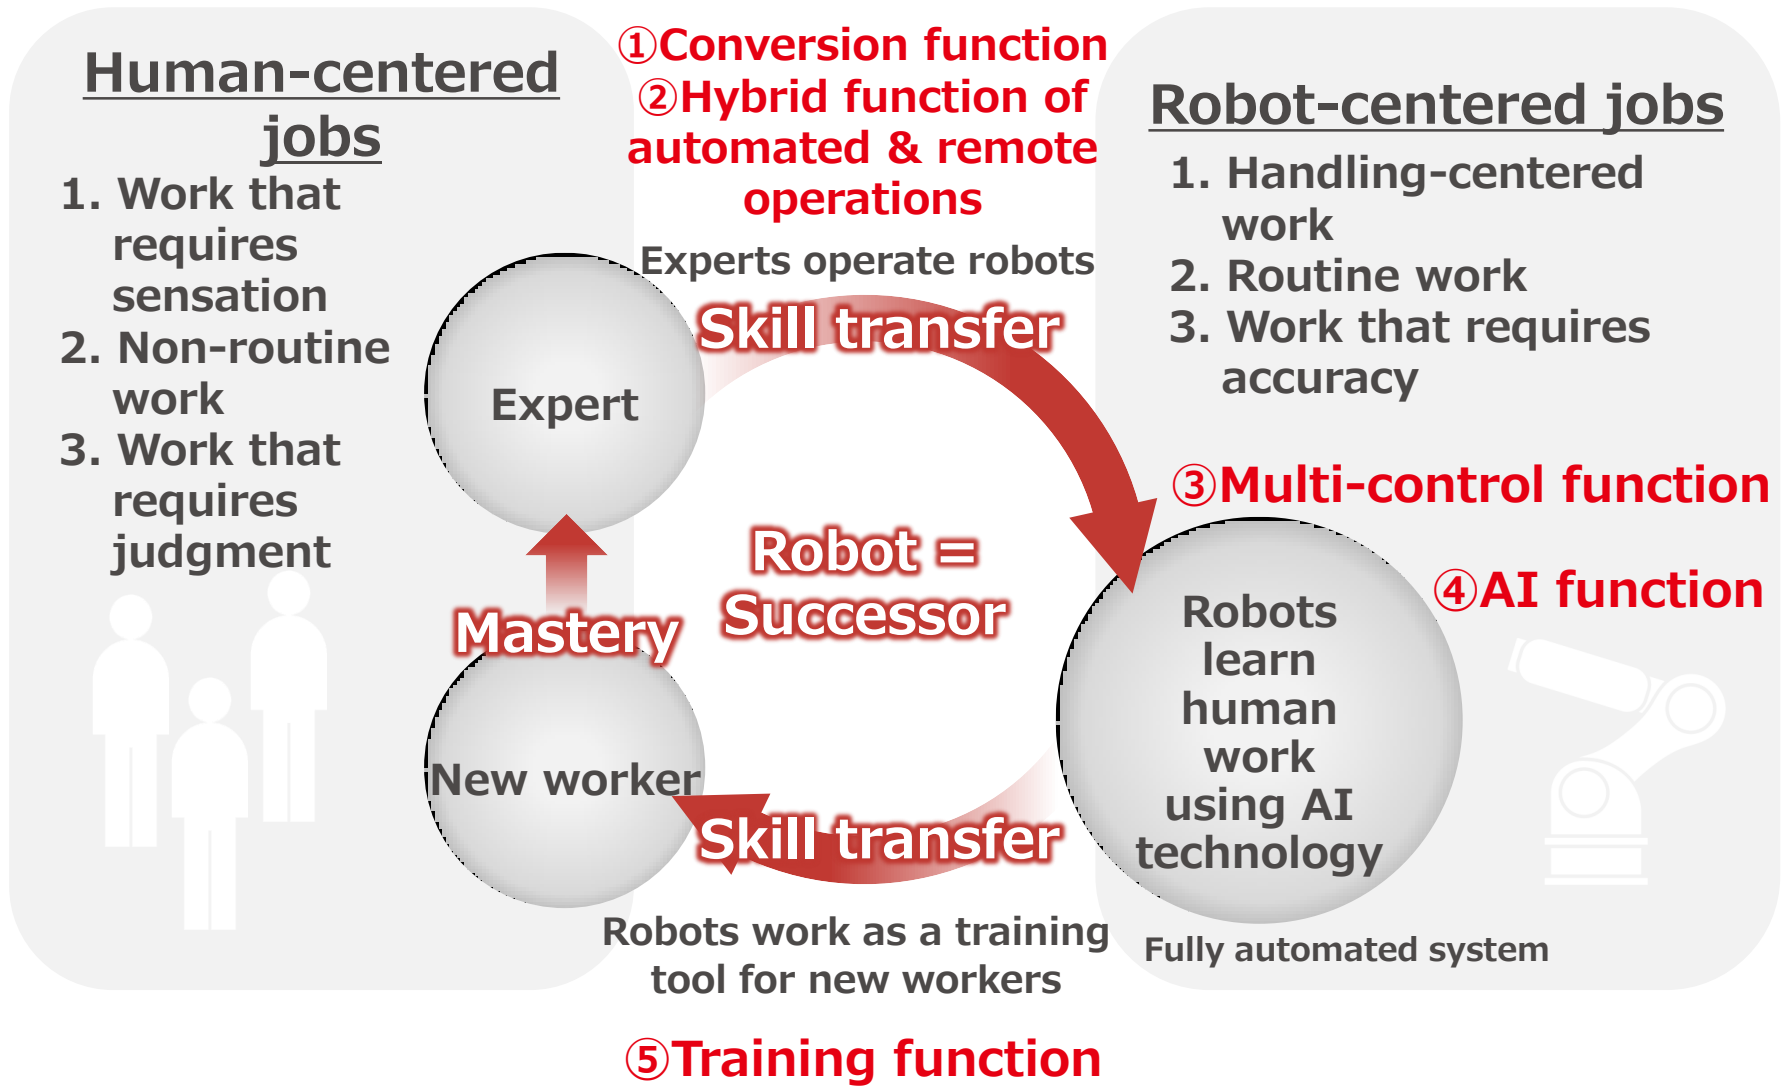 Human-centered
jobs
1. Work that
requires
sensation
2. Non-routine
work
3. Work that
requires
judgment
①Conversion function
②Hybrid function of
automated & remote
operations
Experts operate robots
Skill transfer
Robot-centered jobs
1. Handling-centered
work
2. Routine work
3. Work that requires
accuracy
③Multi-control function
④AI function
Expert
Robot =
Successor
Mastery
New worker
Robots
learn
human
work
using AI
technology
Skill transfer
Robots work as a training
tool for new workers
Fully automated system
⑤Training function